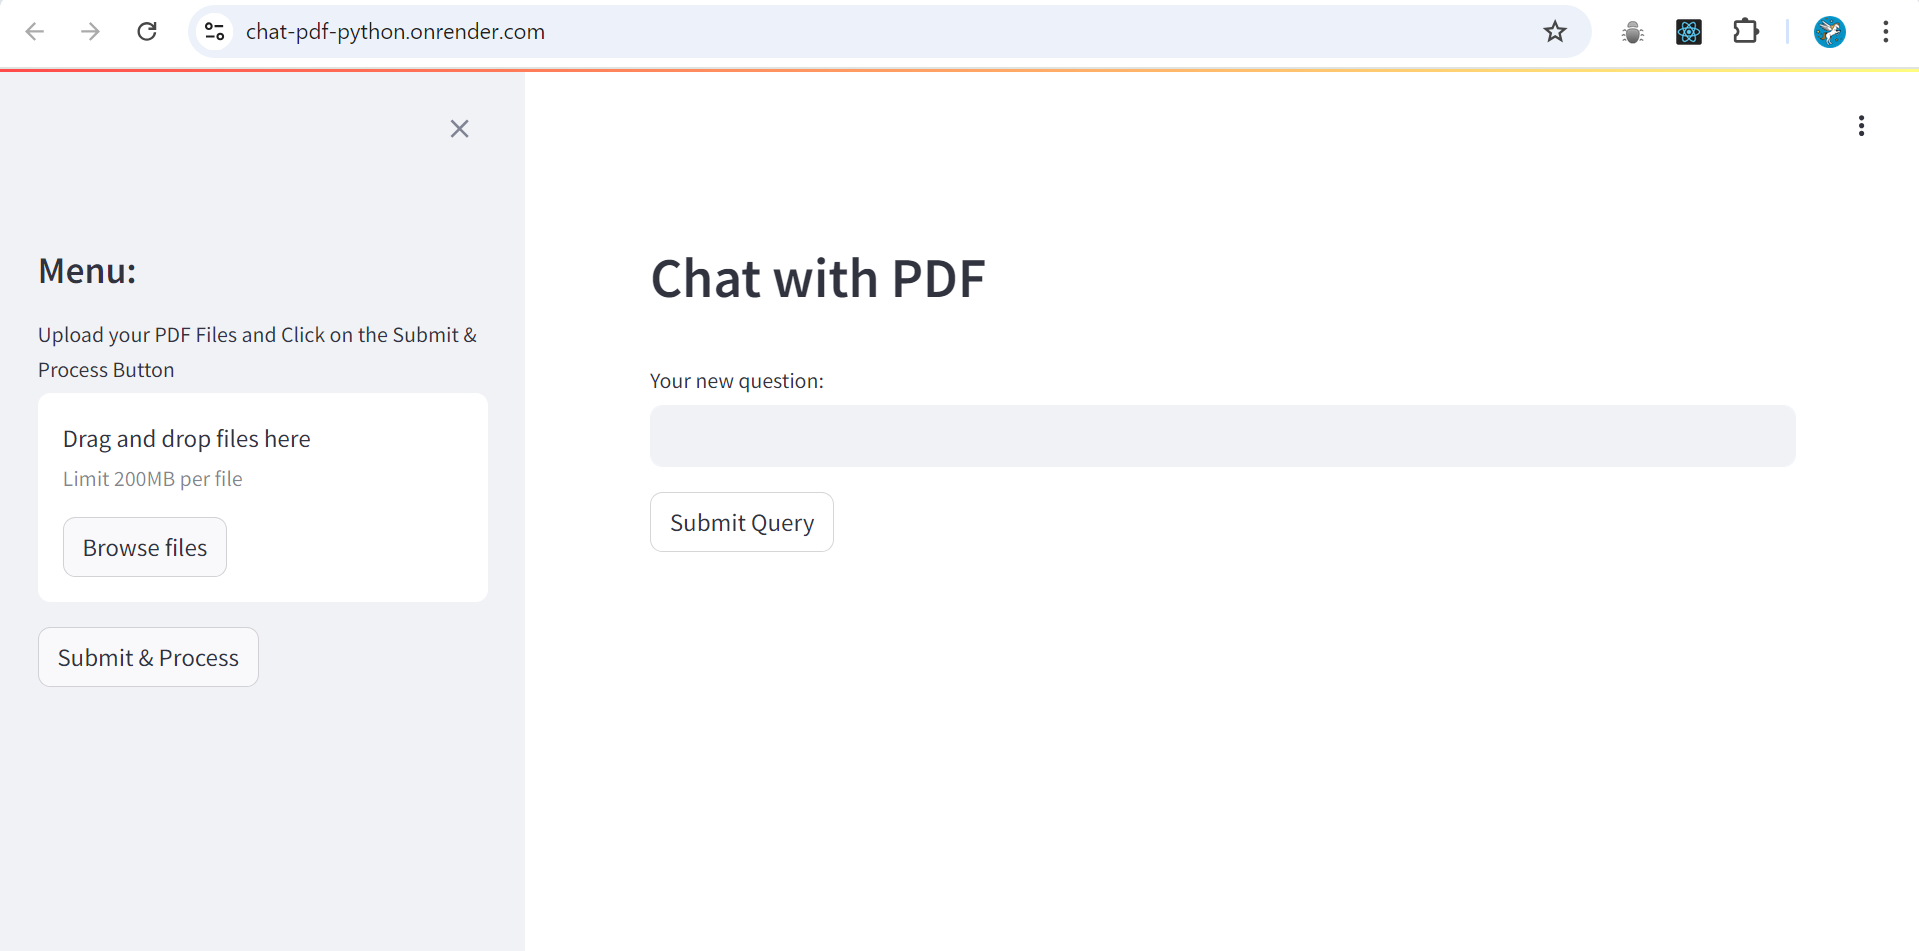 chat-pdf-python.onrender.com
Menu:
Upload your PDF Files and Click on the Submit &
Process Button
Drag and drop files here
Limit 200MB per file
Browse files
Submit & Process
Chat with PDF
Your new question:
Submit Query